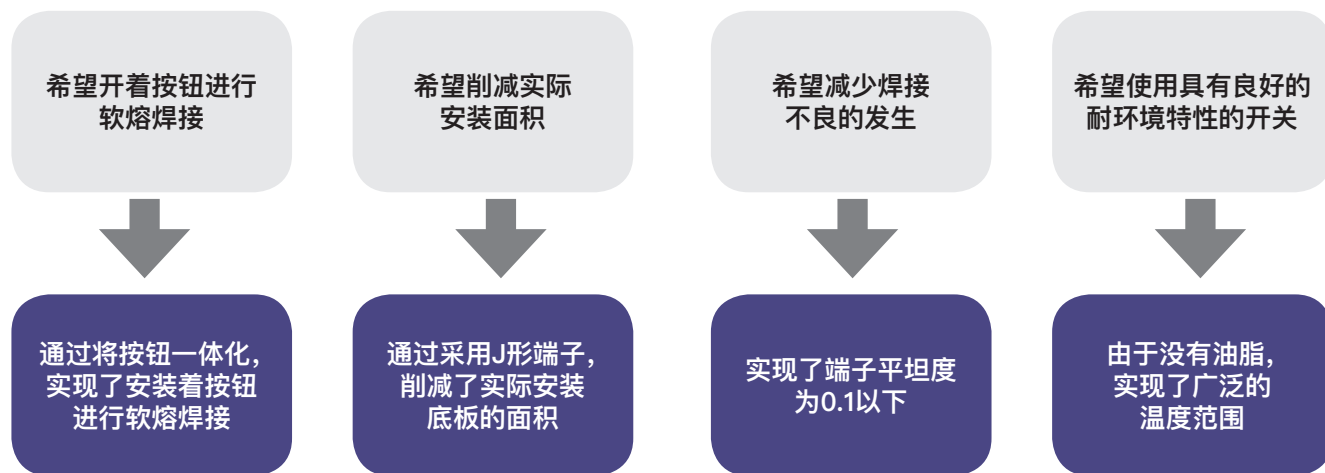 希望开着按钮进行
软熔焊接
希望削减实际
安装面积
希望减少焊接
不良的发生
希望使用具有良好的
耐环境特性的开关
通过将按钮一体化，
实现了安装着按钮
进行软熔焊接
通过采用J形端子，
削减了实际安装
底板的面积
实现了端子平坦度
为0.1以下
由于没有油脂，
实现了广泛的
温度范围